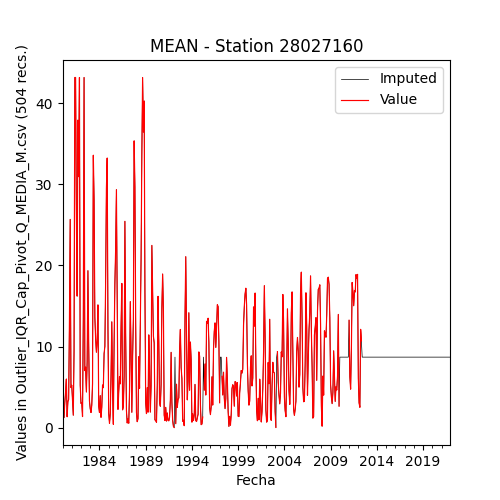 MEAN - Station 28027160
Imputed
Value
Values in Outlier_IQR_Cap_Pivot_Q_MEDIA_M.csv (504 recs.)
40
30
20
10
0
1984 1989 1994 1999 2004 2009 2014 2019
Fecha